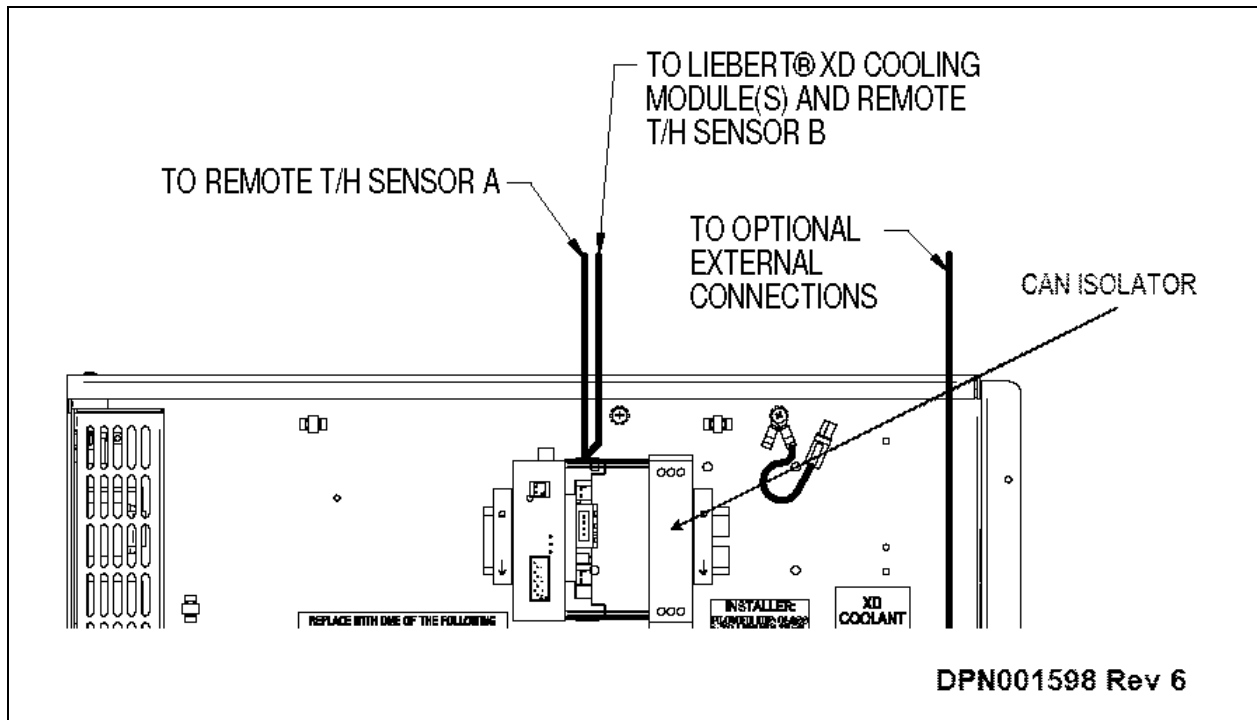 TO LIEBERT® XD COOLING
MODULE(S) AND REMOTE
T/H SENSOR B
TO REMOTE T/H SENSOR A
TO OPTIONAL
EXTERNAL
CONNECTIONS
CAN ISOLATOR
REPLACE WITH ONE OF THE FOLLOWING
INSTALLER:
XD
COOLANT
DPN001598 Rev 6